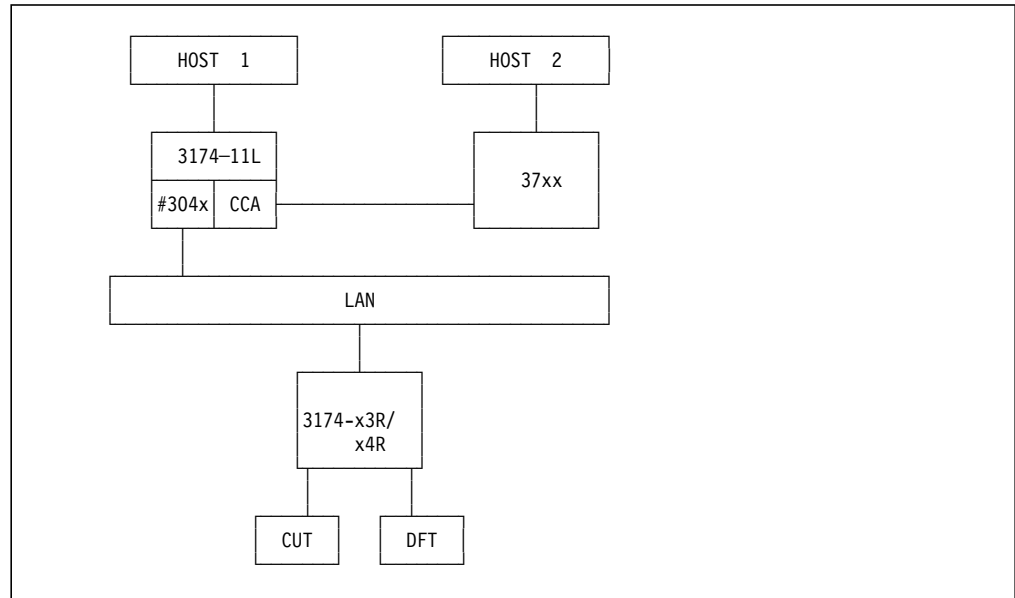 HOST 1
HOST 2
3174—11L
37xx
#304x
CCA
LAN
3174-x3R/
x4R
CUT
DFT